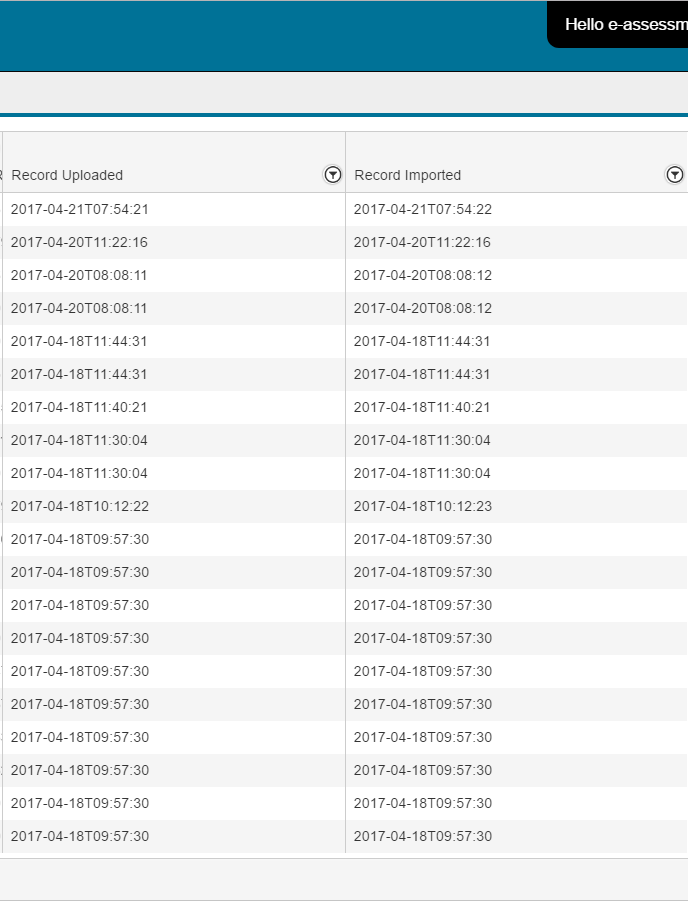 Hello e-assessm
Record Uploaded Record Imported
2017-04-21T07:54:21 2017-04-21T07:54:22
2017-04-20T11:22:16 2017-04-20T11:22:16
2017-04-20T08:08:11 2017-04-20T08:08:12
2017-04-20T08:08:11 2017-04-20T08:08:12
2017-04-18T11:44:31 2017-04-18T11:44:31
2017-04-18T11:44:31 2017-04-18T11:44:31
2017-04-18T11:40:21 2017-04-18T11:40:21
2017-04-18T11:30:04 2017-04-18T11:30:04
2017-04-18T11:30:04 2017-04-18T11:30:04
2017-04-18T10:12:22 2017-04-18T10:12:23
2017-04-18T09:57:30 2017-04-18T09:57:30
2017-04-18T09:57:30 2017-04-18T09:57:30
2017-04-18T09:57:30 2017-04-18T09:57:30
2017-04-18T09:57:30 2017-04-18T09:57:30
2017-04-18T09:57:30 2017-04-18T09:57:30
2017-04-18T09:57:30 2017-04-18T09:57:30
2017-04-18T09:57:30 2017-04-18T09:57:30
2017-04-18T09:57:30 2017-04-18T09:57:30
2017-04-18T09:57:30 2017-04-18T09:57:30
2017-04-18T09:57:30 2017-04-18T09:57:30